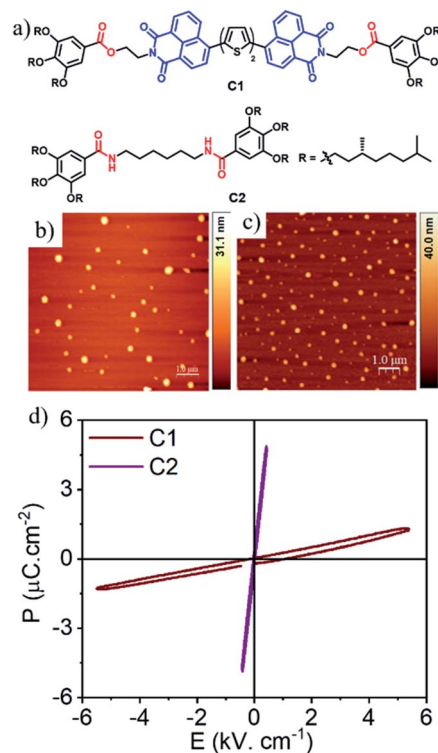 a)
RO
RO
RO
O
O
O
N
O
O
S
2
O
N
O
O
O
OR
OR
OR
C1
RO
RO
OR
O
N
H
H
N
O
OR
OR
OR
C2
R =
b)
31.1 nm
1.0 μm
c)
40.0 nm
1.0 μm
d)
C1
C2
6
3
0
-3
-6
P (μC.cm-2)
-6 -4 -2 0 2 4 6
E (kV. cm-1)